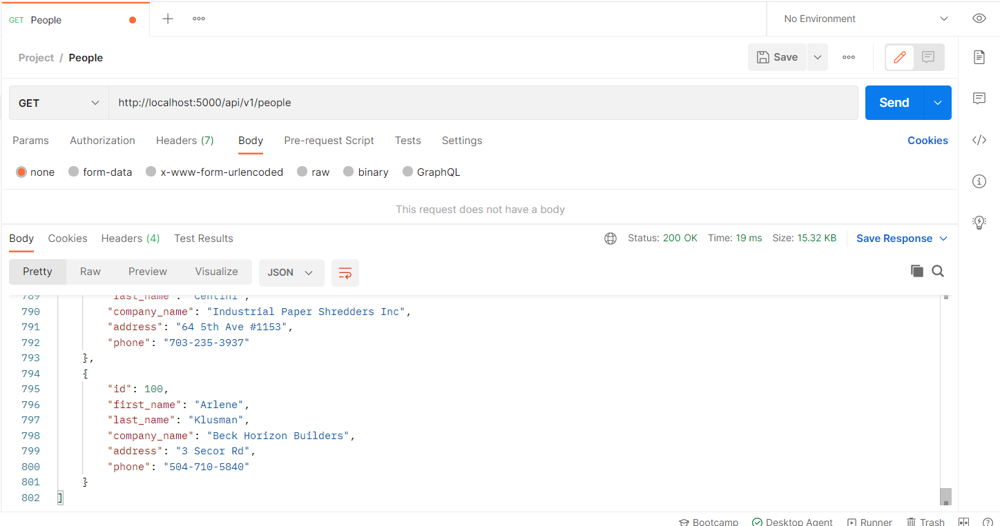 GET People
No Environment
Project / People
Save
GET
http://localhost:5000/api/v1/people
Send
Params Authorization Headers (7) Body Pre-request Script Tests Settings Cookies
none form-data x-www-form-urlencoded raw binary GraphQL
This request does not have a body
Body Cookies Headers (4) Test Results Status: 200 OK Time: 19 ms Size: 15.32 KB Save Response
Pretty Raw Preview Visualize JSON
789 "last_name": "Centini",
790 "company_name": "Industrial Paper Shredders Inc",
791 "address": "64 5th Ave #1153",
792 "phone": "703-235-3937"
793 },
794 {
795 "id": 100,
796 "first_name": "Arlene",
797 "last_name": "Klusman",
798 "company_name": "Beck Horizon Builders",
799 "address": "3 Secor Rd",
800 "phone": "504-710-5840"
801 }
802 ]
Bootcamp Desktop Agent Runner Trash